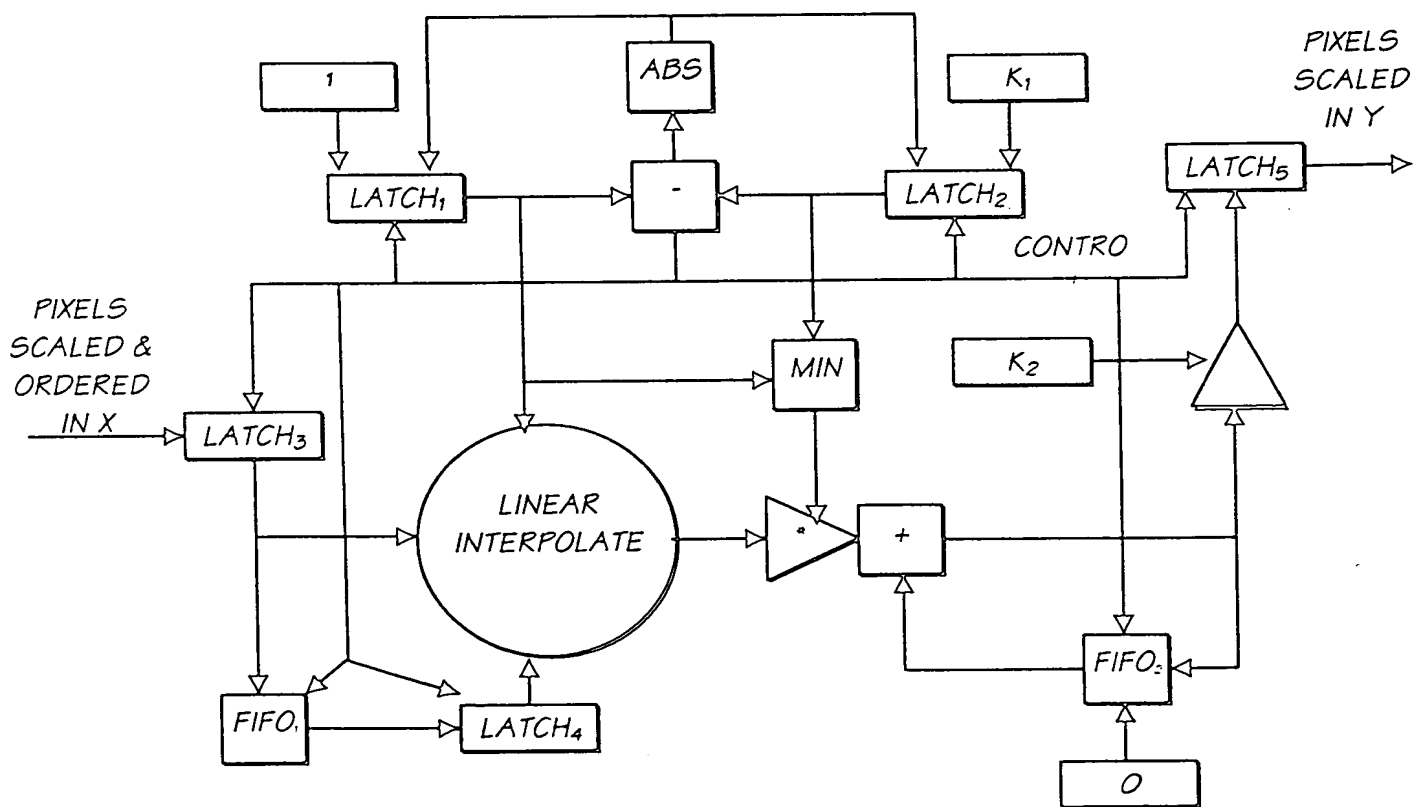 PIXELS
SCALED
IN Y
ABS
1
K₁
LATCH₁
-
LATCH₂
LATCH₅
CONTRO
PIXELS
SCALED &
ORDERED
IN X
K₂
MIN
LATCH₃
LINEAR
INTERPOLATE
*
+
FIFO₁
LATCH₄
FIFO₂
0